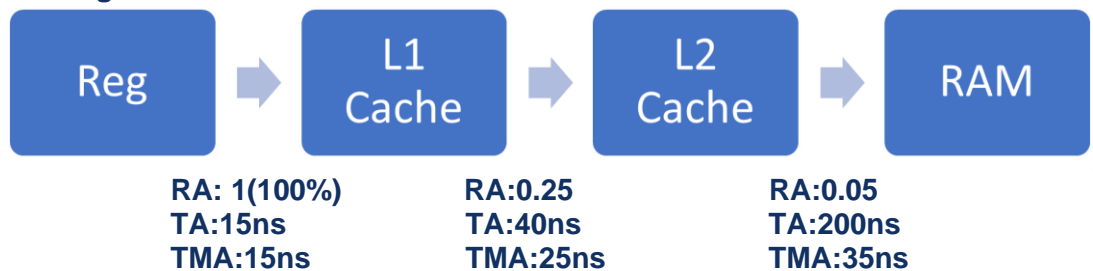 Reg
L1
Cache
L2
Cache
RAM
RA: 1(100%) RA:0.25 RA:0.05
TA:15ns TA:40ns TA:200ns
TMA:15ns TMA:25ns TMA:35ns